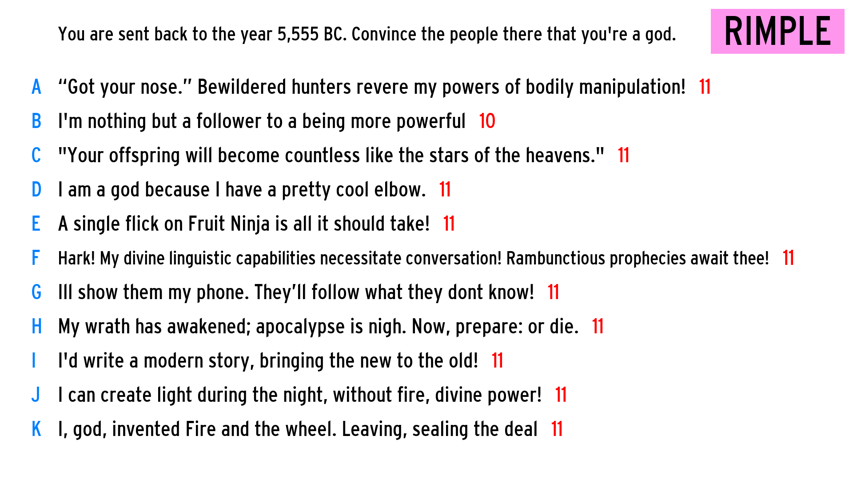 You are sent back to the year 5,555 BC. Convince the people there that you're a god.
RIMPLE
A “Got your nose.” Bewildered hunters revere my powers of bodily manipulation! 11
B I'm nothing but a follower to a being more powerful 10
C "Your offspring will become countless like the stars of the heavens." 11
D I am a god because I have a pretty cool elbow. 11
E A single flick on Fruit Ninja is all it should take! 11
F Hark! My divine linguistic capabilities necessitate conversation! Rambunctious prophecies await thee! 11
G Ill show them my phone. They’ll follow what they dont know! 11
H My wrath has awakened; apocalypse is nigh. Now, prepare: or die. 11
I I'd write a modern story, bringing the new to the old! 11
J I can create light during the night, without fire, divine power! 11
K I, god, invented Fire and the wheel. Leaving, sealing the deal 11